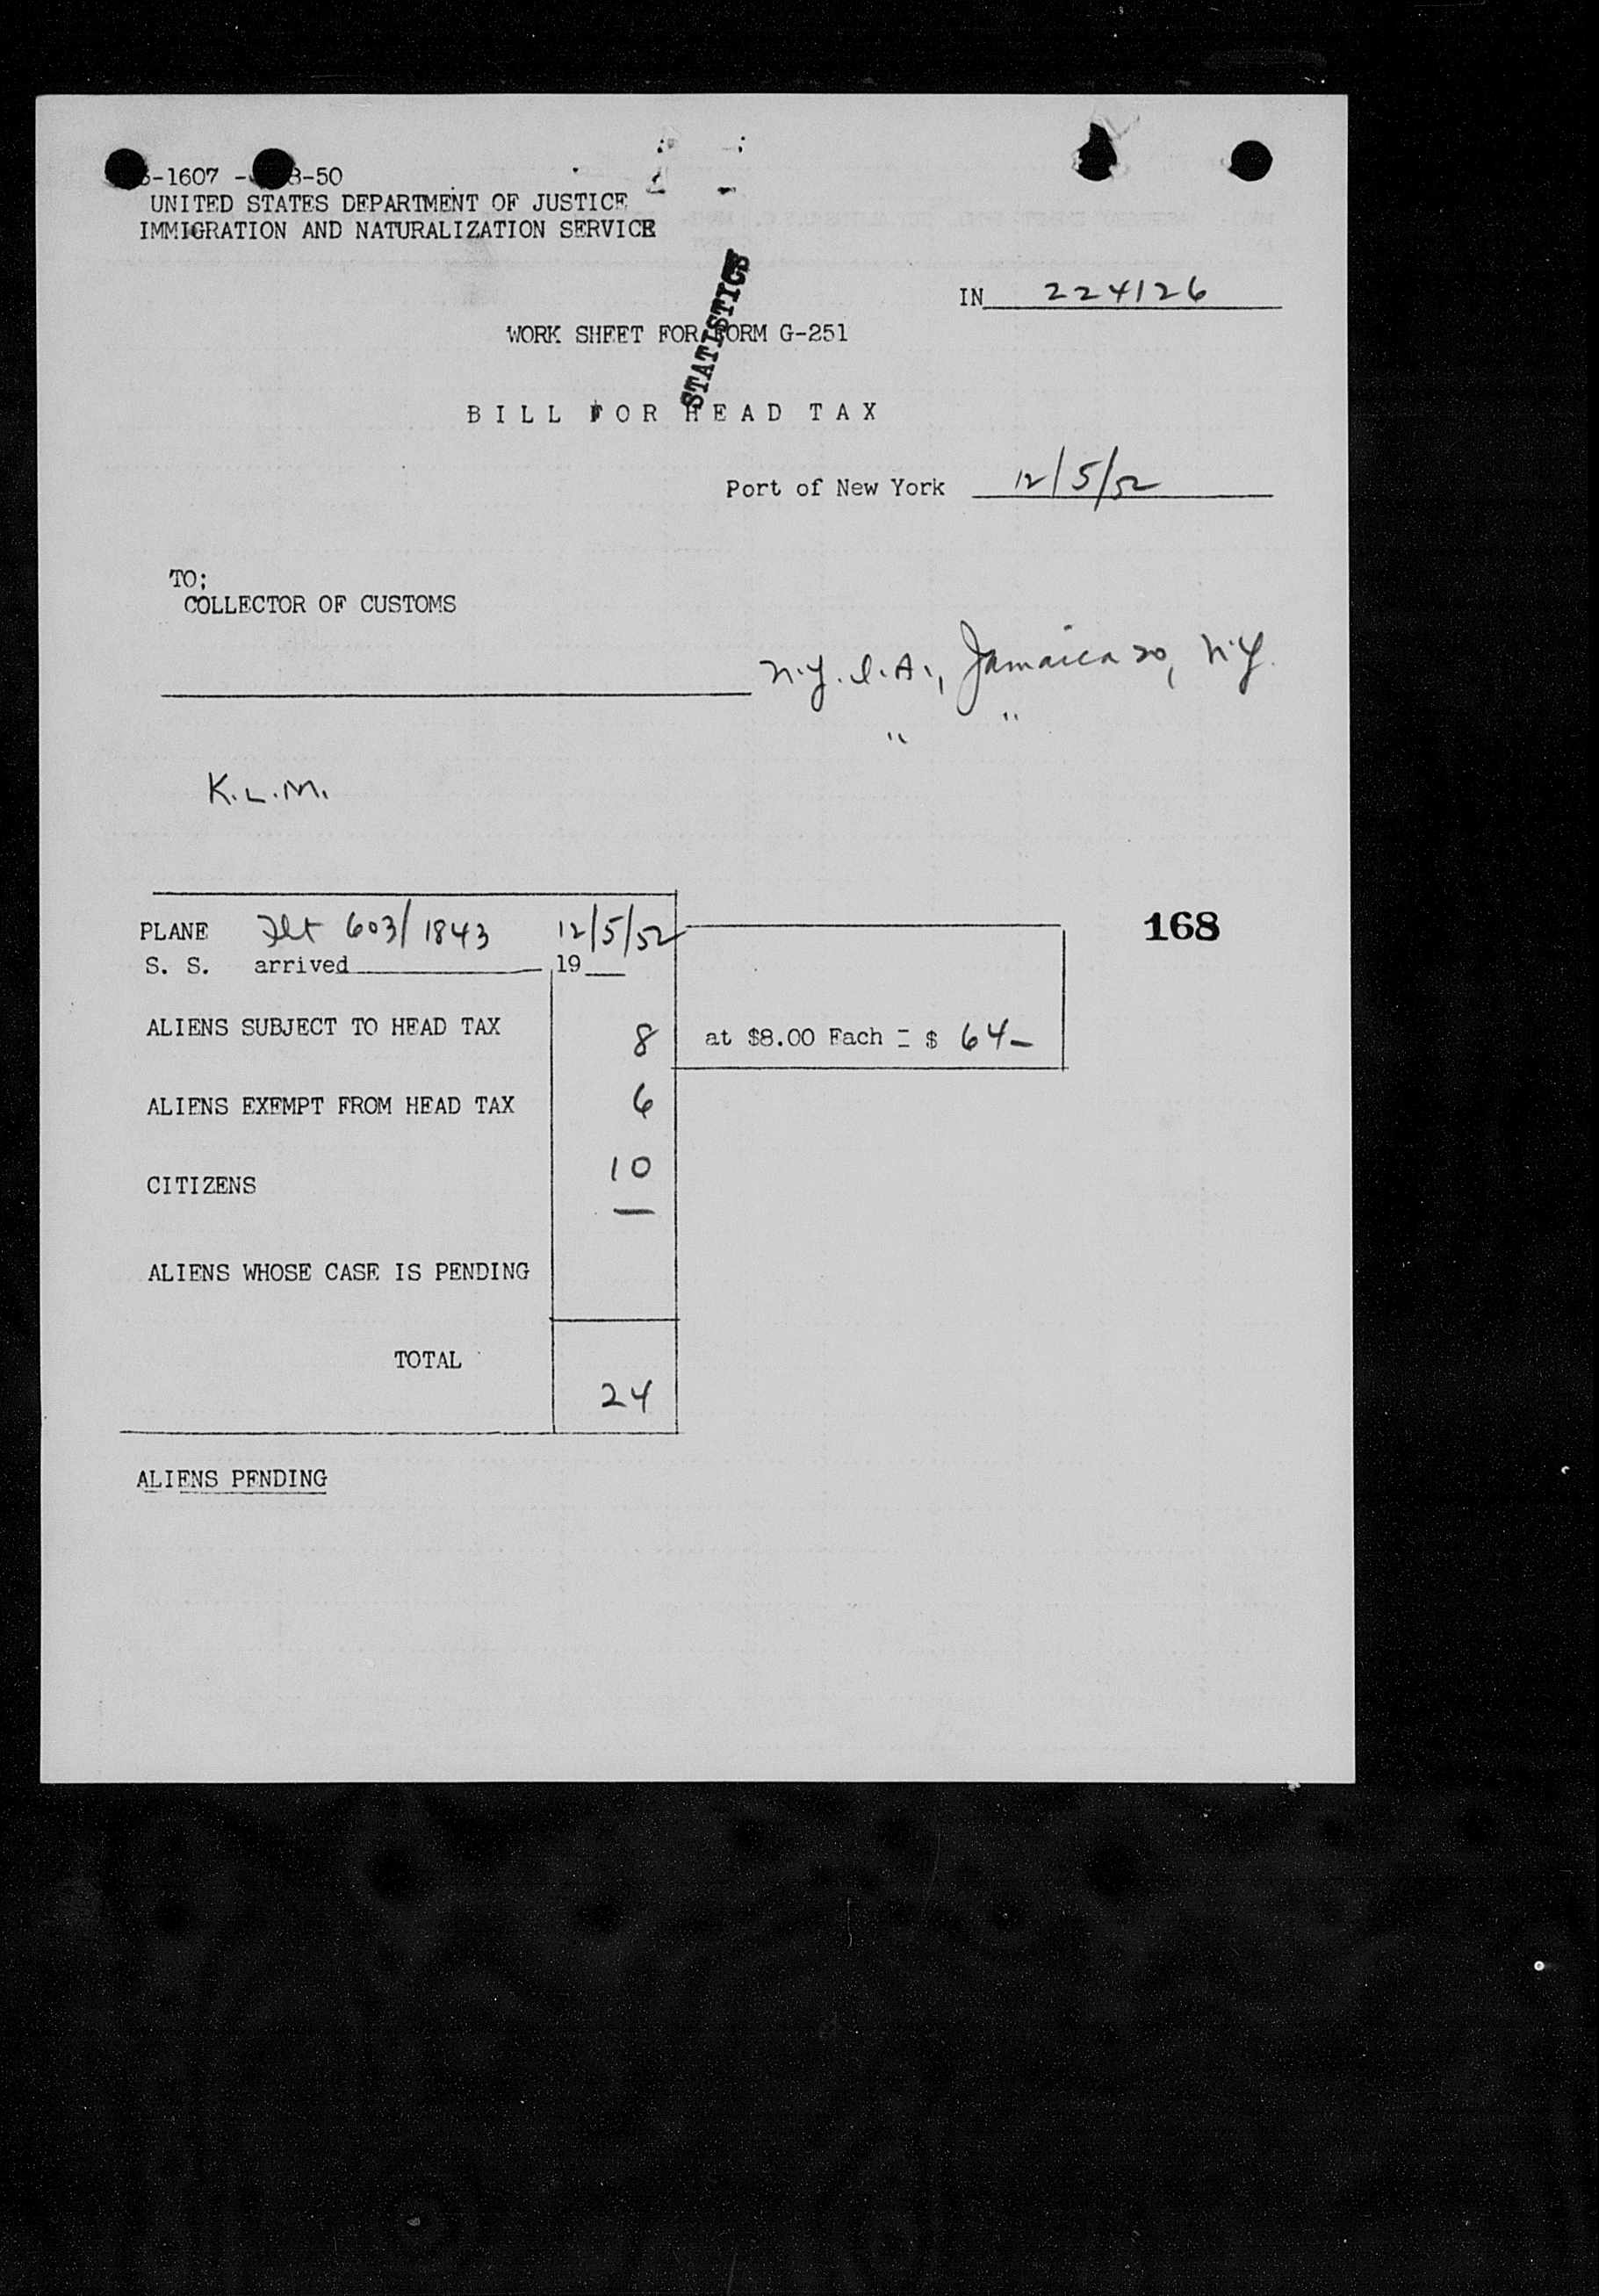 -1607 - 8-50
UNITED STATES DEPARTMENT OF JUSTICE
IMMIGRATION AND NATURALIZATION SERVICE
STATISTICS
IN 224126
WORK SHEET FOR FORM G-251
BILL FOR HEAD TAX
Port of New York 12/5/52
TO;
COLLECTOR OF CUSTOMS
N.Y. I.A., Jamaica 20, N.Y.
" "
K.L.M.
168
PLANE Flt 603/1843 12/5/52
S. S. arrived 19
ALIENS SUBJECT TO HEAD TAX 8 at $8.00 Each = $ 64-
ALIENS EXEMPT FROM HEAD TAX 6
CITIZENS 10
ALIENS WHOSE CASE IS PENDING
TOTAL 24
ALIENS PENDING